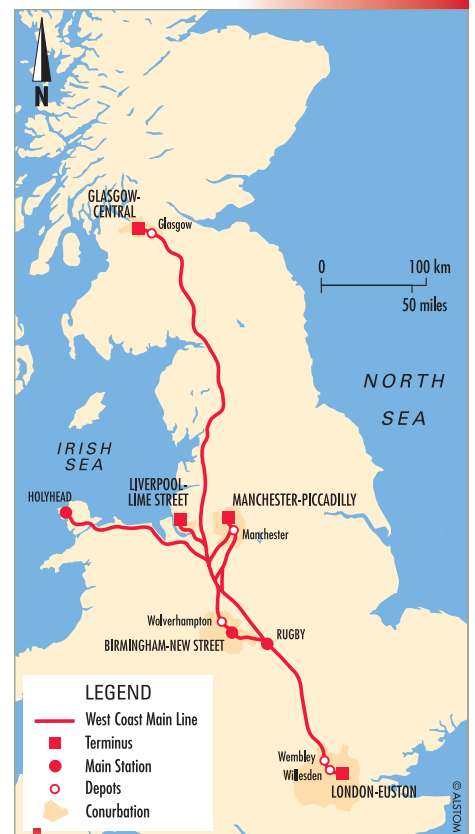 N
GLASGOW-
CENTRAL
Glasgow
0 100 km
50 miles
NORTH
SEA
IRISH
SEA
LIVERPOOL-
LIME STREET
MANCHESTER-PICCADILLY
HOLYHEAD
Manchester
Wolverhampton
BIRMINGHAM-NEW STREET
RUGBY
Wembley
Willesden
LONDON-EUSTON
LEGEND
West Coast Main Line
Terminus
Main Station
Depots
Conurbation
© ALSTOM